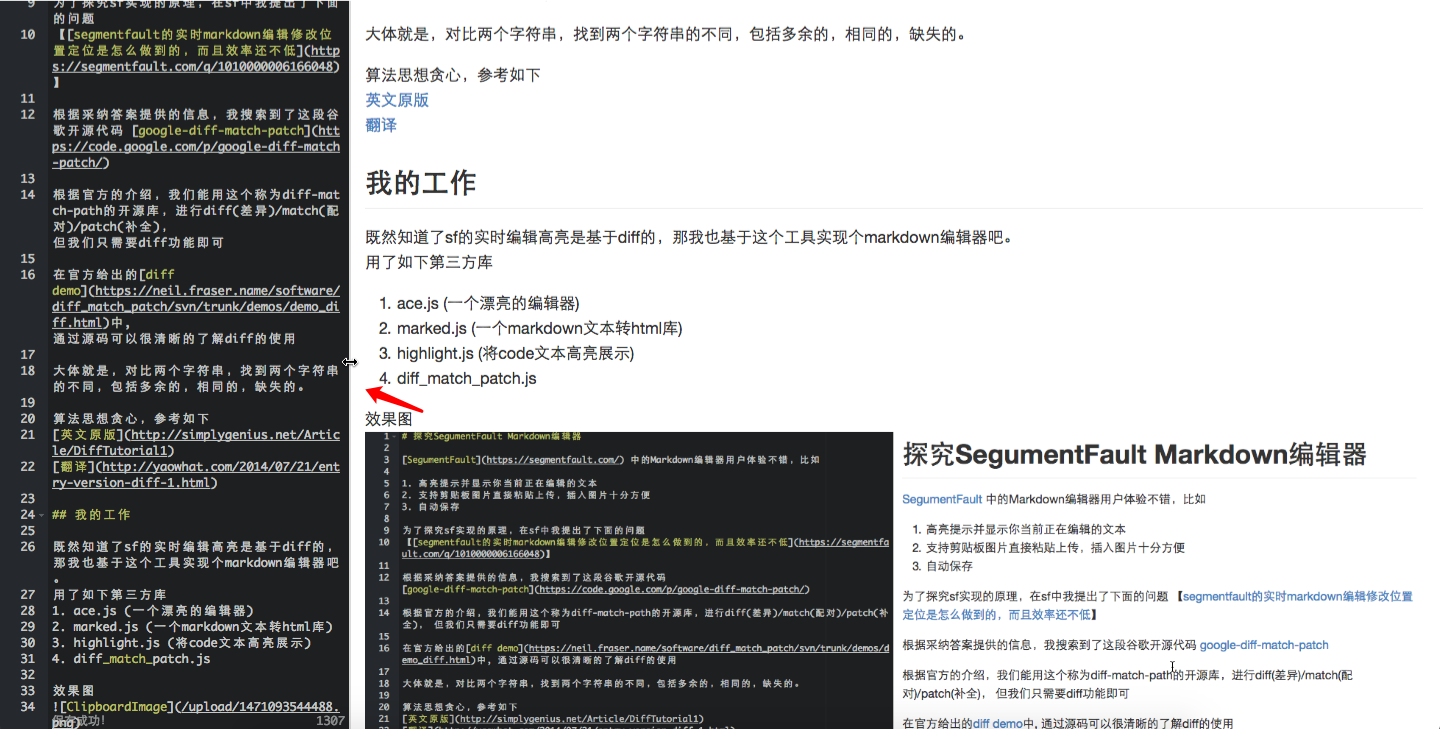 9 为了探究sf实现的原理，在sf中我提出了下面
的问题
10 【[segmentfault的实时markdown编辑修改位
置定位是怎么做到的，而且效率还不低](http
s://segmentfault.com/q/1010000006166048)
】
11
12 根据采纳答案提供的信息，我搜索到了这段谷
歌开源代码 [google-diff-match-patch](htt
ps://code.google.com/p/google-diff-match
-patch/)
13
14 根据官方的介绍，我们能用这个称为diff-mat
ch-path的开源库，进行diff(差异)/match(配
对)/patch(补全)，
但我们只需要diff功能即可
15
16 在官方给出的[diff
demo](https://neil.fraser.name/software/
diff_match_patch/svn/trunk/demos/demo_di
ff.html)中，
通过源码可以很清晰的了解diff的使用
17
18 大体就是，对比两个字符串，找到两个字符串
的不同，包括多余的，相同的，缺失的。
19
20 算法思想贪心，参考如下
21 [英文原版](http://simplygenius.net/Artic
le/DiffTutorial1)
22 [翻译](http://yaowhat.com/2014/07/21/ent
ry-version-diff-1.html)
23
24 ## 我的工作
25
26 既然知道了sf的实时编辑高亮是基于diff的，
那我也基于这个工具实现个markdown编辑器吧
。
27 用了如下第三方库
28 1. ace.js (一个漂亮的编辑器)
29 2. marked.js (一个markdown文本转html库)
30 3. highlight.js (将code文本高亮展示)
31 4. diff_match_patch.js
32
33 效果图
34 ![ClipboardImage](/upload/1471093544488.
png)
保存成功!
1307
大体就是，对比两个字符串，找到两个字符串的不同，包括多余的，相同的，缺失的。
算法思想贪心，参考如下
英文原版
翻译
我的工作
既然知道了sf的实时编辑高亮是基于diff的，那我也基于这个工具实现个markdown编辑器吧。
用了如下第三方库
1. ace.js (一个漂亮的编辑器)
2. marked.js (一个markdown文本转html库)
3. highlight.js (将code文本高亮展示)
4. diff_match_patch.js
效果图
1 # 探究SegumentFault Markdown编辑器
2
3 [SegumentFault](https://segmentfault.com/) 中的Markdown编辑器用户体验不错，比如
4
5 1. 高亮提示并显示你当前正在编辑的文本
6 2. 支持剪贴板图片直接粘贴上传，插入图片十分方便
7 3. 自动保存
8
9 为了探究sf实现的原理，在sf中我提出了下面的问题
10 【[segmentfault的实时markdown编辑修改位置定位是怎么做到的，而且效率还不低](https://segmentfa
ult.com/q/1010000006166048)】
11
12 根据采纳答案提供的信息，我搜索到了这段谷歌开源代码
[google-diff-match-patch](https://code.google.com/p/google-diff-match-patch/)
13
14 根据官方的介绍，我们能用这个称为diff-match-path的开源库，进行diff(差异)/match(配对)/patch(补
全)， 但我们只需要diff功能即可
15
16 在官方给出的[diff demo](https://neil.fraser.name/software/diff_match_patch/svn/trunk/demos/d
emo_diff.html)中，通过源码可以很清晰的了解diff的使用
17
18 大体就是，对比两个字符串，找到两个字符串的不同，包括多余的，相同的，缺失的。
19
20 算法思想贪心，参考如下
21 [英文原版](http://simplygenius.net/Article/DiffTutorial1)
探究SegumentFault Markdown编辑器
SegumentFault 中的Markdown编辑器用户体验不错，比如
1. 高亮提示并显示你当前正在编辑的文本
2. 支持剪贴板图片直接粘贴上传，插入图片十分方便
3. 自动保存
为了探究sf实现的原理，在sf中我提出了下面的问题 【segmentfault的实时markdown编辑修改位置
定位是怎么做到的，而且效率还不低】
根据采纳答案提供的信息，我搜索到了这段谷歌开源代码 google-diff-match-patch
根据官方的介绍，我们能用这个称为diff-match-path的开源库，进行diff(差异)/match(配
对)/patch(补全)， 但我们只需要diff功能即可
在官方给出的diff demo中, 通过源码可以很清晰的了解diff的使用